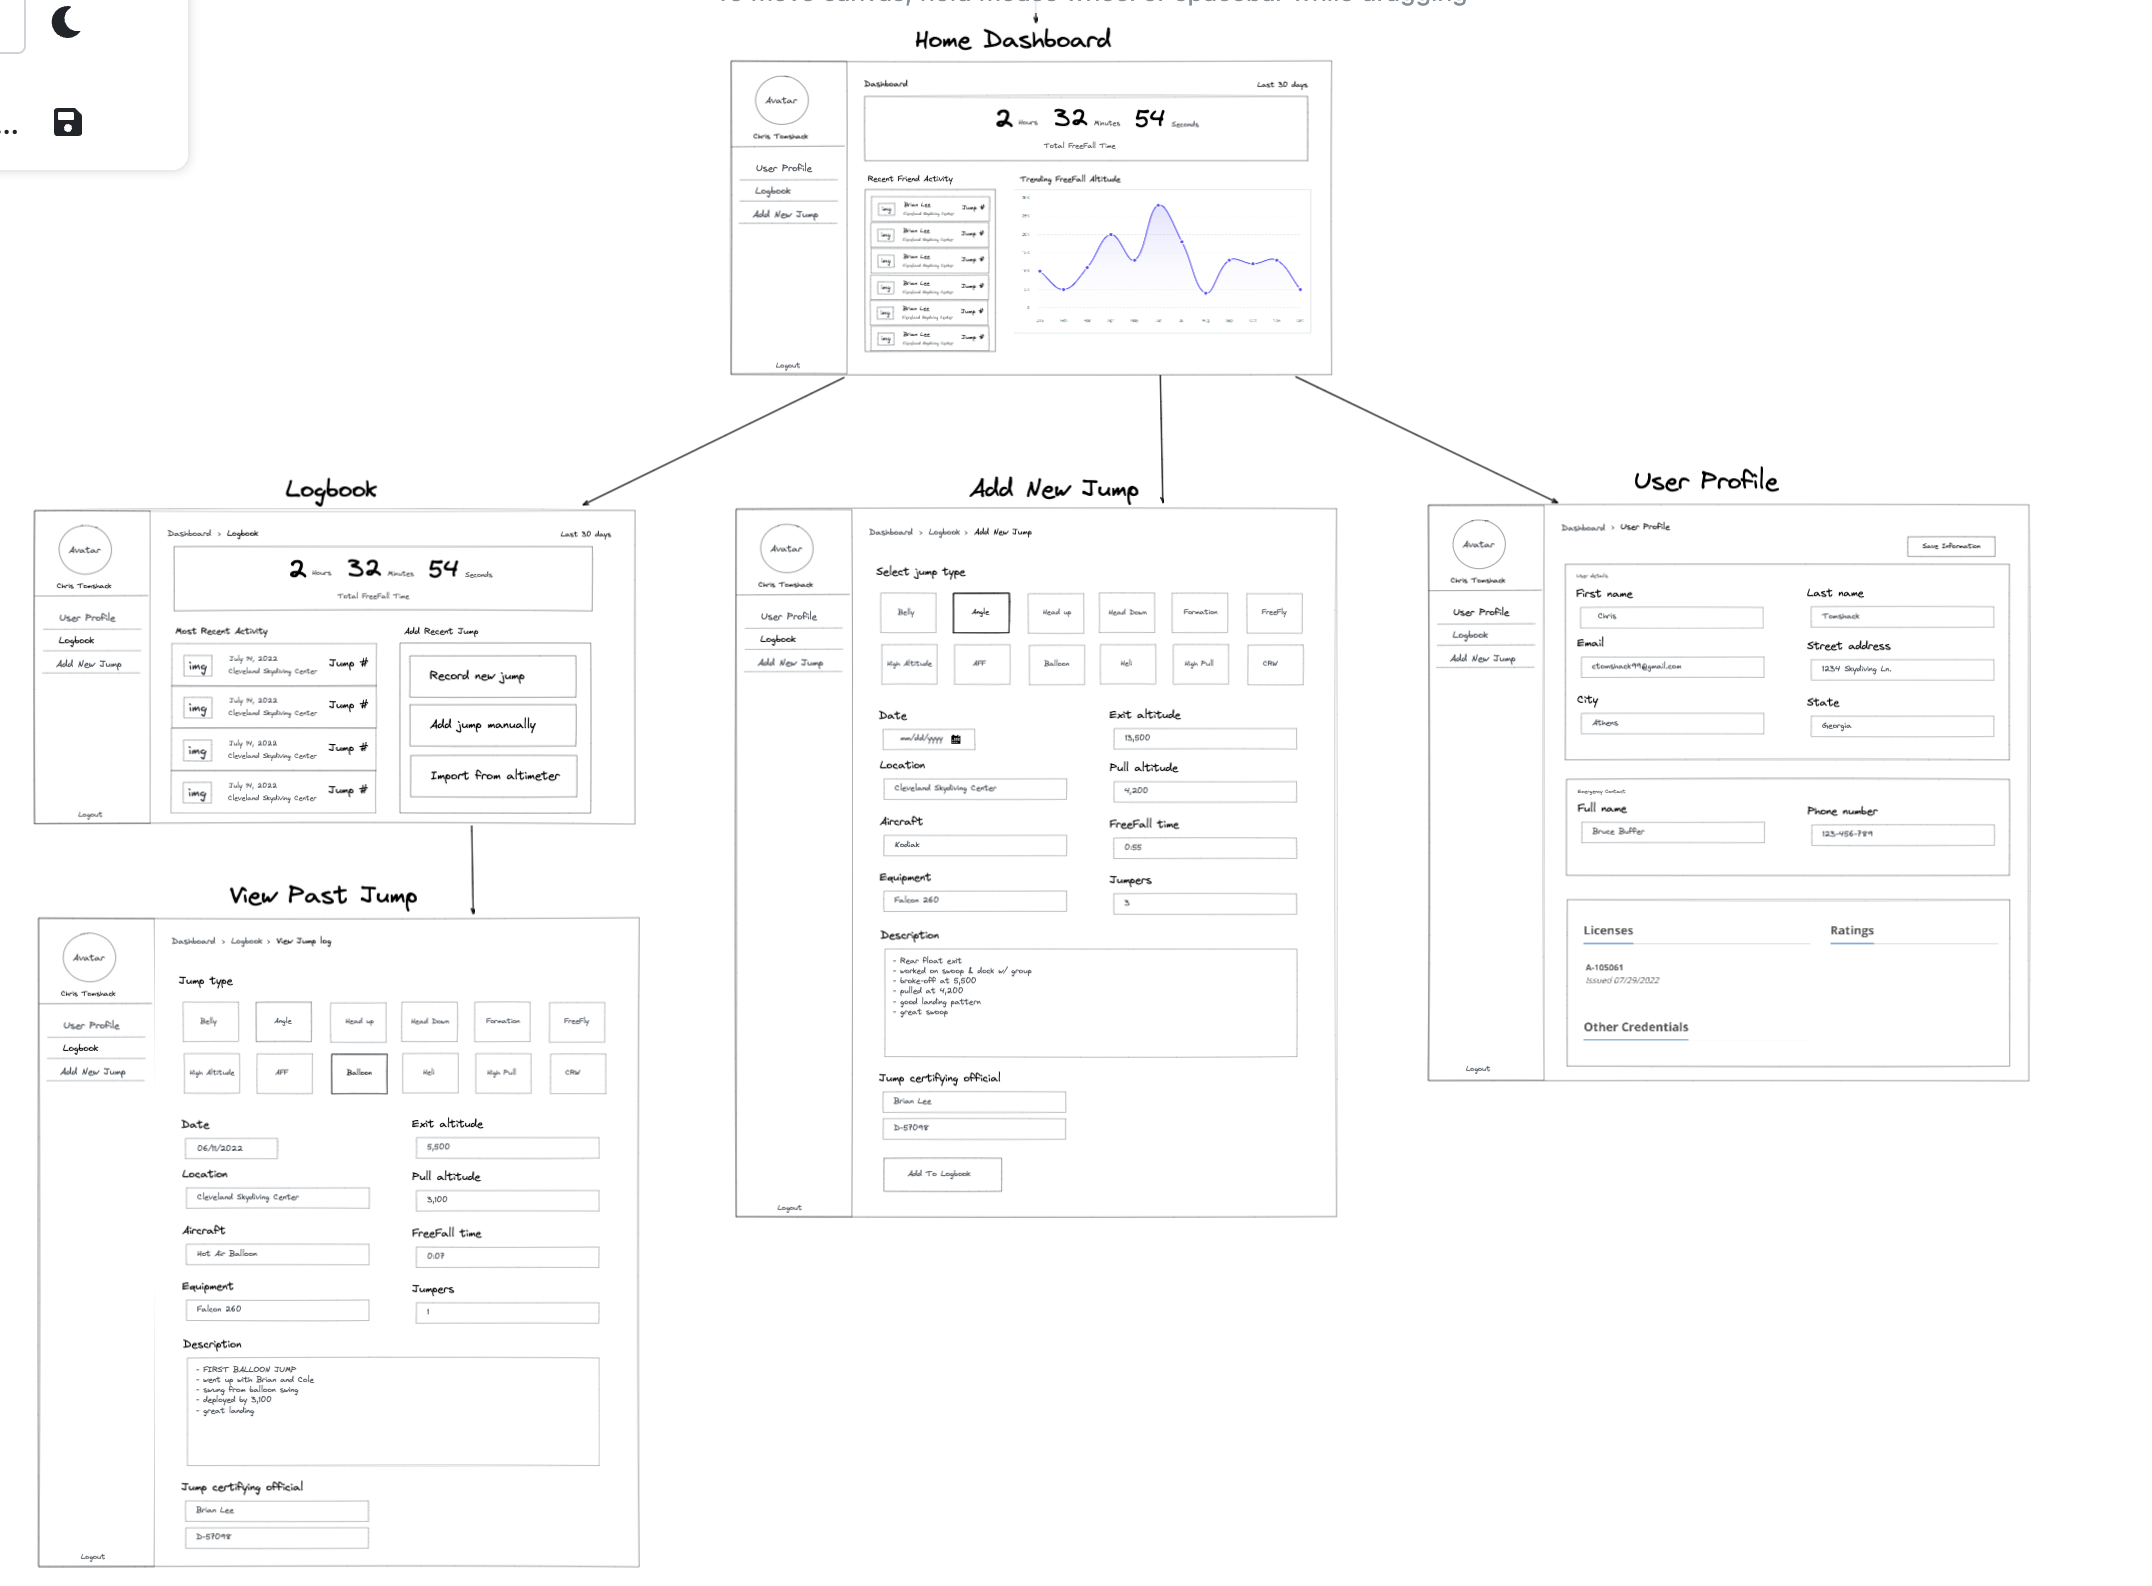 To move canvas, hold mouse wheel or spacebar while dragging
...
Home Dashboard
Avatar
Chris Tomshack
User Profile
Logbook
Add New Jump
Logout
Dashboard
Last 30 days
2 Hours 32 Minutes 54 Seconds
Total FreeFall Time
Recent Friend Activity
img Brian Lee Jump #
Cleveland Skydiving Center
img Brian Lee Jump #
Cleveland Skydiving Center
img Brian Lee Jump #
Cleveland Skydiving Center
img Brian Lee Jump #
Cleveland Skydiving Center
img Brian Lee Jump #
Cleveland Skydiving Center
img Brian Lee Jump #
Cleveland Skydiving Center
Trending FreeFall Altitude
Logbook
Avatar
Chris Tomshack
User Profile
Logbook
Add New Jump
Logout
Dashboard > Logbook
Last 30 days
2 Hours 32 Minutes 54 Seconds
Total FreeFall Time
Most Recent Activity
img July 14, 2022 Jump #
Cleveland Skydiving Center
img July 14, 2022 Jump #
Cleveland Skydiving Center
img July 14, 2022 Jump #
Cleveland Skydiving Center
img July 14, 2022 Jump #
Cleveland Skydiving Center
Add Recent Jump
Record new jump
Add jump manually
Import from altimeter
Add New Jump
Avatar
Chris Tomshack
User Profile
Logbook
Add New Jump
Logout
Dashboard > Logbook > Add New Jump
Select jump type
Belly Angle Head up Head Down Formation FreeFly
High Altitude AFF Balloon Heli High Pull CRW
Date
mm/dd/yyyy
Exit altitude
13,500
Location
Cleveland Skydiving Center
Pull altitude
4,200
Aircraft
Kodiak
FreeFall time
0:55
Equipment
Falcon 260
Jumpers
3
Description
- Rear float exit
- worked on swoop & dock w/ group
- broke-off at 5,500
- pulled at 4,200
- good landing pattern
- great swoop
Jump certifying official
Brian Lee
D-57098
Add To Logbook
User Profile
Avatar
Chris Tomshack
User Profile
Logbook
Add New Jump
Logout
Dashboard > User Profile
Save Information
User details
First name
Chris
Last name
Tomshack
Email
ctomshack99@gmail.com
Street address
1234 Skydiving Ln.
City
Athens
State
Georgia
Emergency Contact
Full name
Bruce Buffer
Phone number
123-456-789
Licenses
Ratings
A-105061
Issued 07/29/2022
Other Credentials
View Past Jump
Avatar
Chris Tomshack
User Profile
Logbook
Add New Jump
Logout
Dashboard > Logbook > View Jump log
Jump type
Belly Angle Head up Head Down Formation FreeFly
High Altitude AFF Balloon Heli High Pull CRW
Date
06/11/2022
Exit altitude
5,500
Location
Cleveland Skydiving Center
Pull altitude
3,100
Aircraft
Hot Air Balloon
FreeFall time
0:07
Equipment
Falcon 260
Jumpers
1
Description
- FIRST BALLOON JUMP
- went up with Brian and Cole
- swung from balloon swing
- deployed by 3,100
- great landing
Jump certifying official
Brian Lee
D-57098